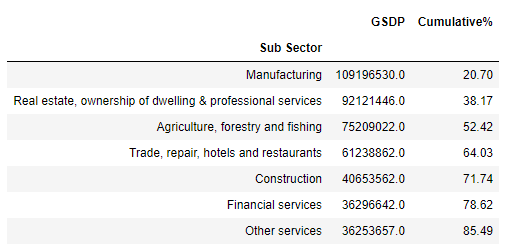 GSDP Cumulative%
Sub Sector
Manufacturing 109196530.0 20.70
Real estate, ownership of dwelling & professional services 92121446.0 38.17
Agriculture, forestry and fishing 75209022.0 52.42
Trade, repair, hotels and restaurants 61238862.0 64.03
Construction 40653562.0 71.74
Financial services 36296642.0 78.62
Other services 36253657.0 85.49